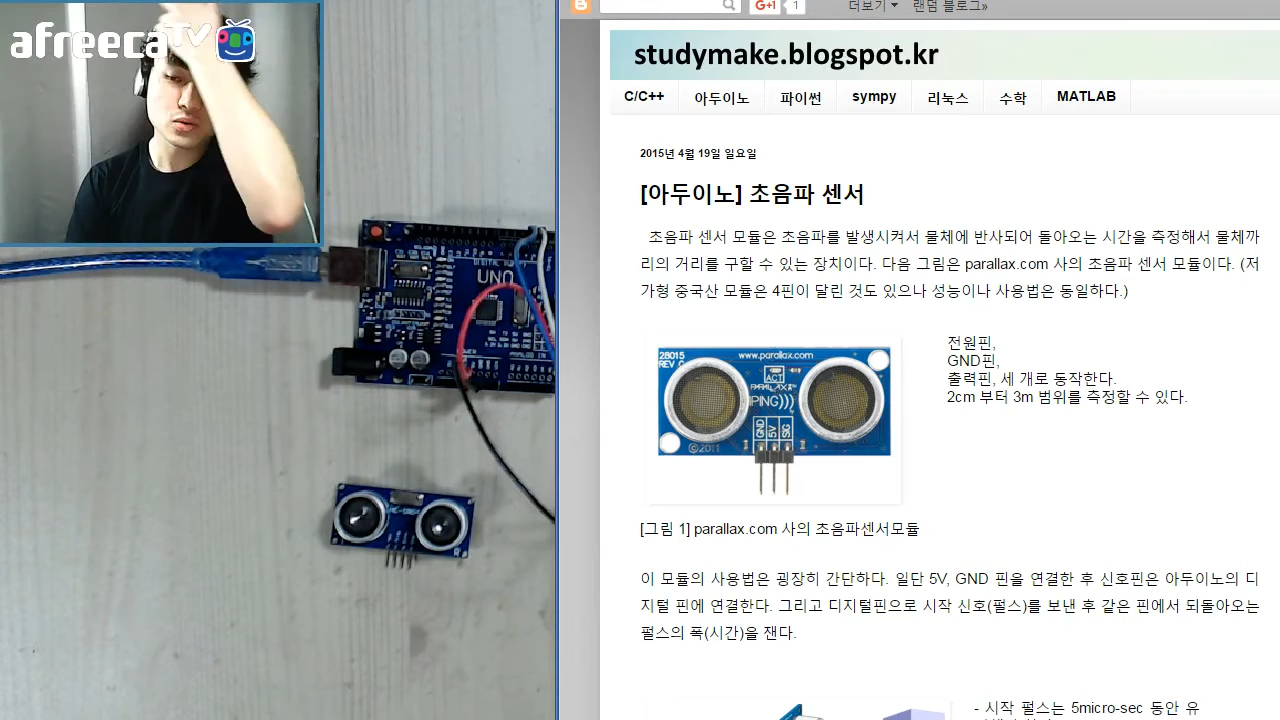 afreecaTV
UNO
더보기
랜덤 블로그»
G+1
1
studymake.blogspot.kr
C/C++
아두이노
파이썬
sympy
리눅스
수학
MATLAB
2015년 4월 19일 일요일
[아두이노] 초음파 센서
초음파 센서 모듈은 초음파를 발생시켜서 물체에 반사되어 돌아오는 시간을 측정해서 물체까
리의 거리를 구할 수 있는 장치이다. 다음 그림은 parallax.com 사의 초음파 센서 모듈이다. (저
가형 중국산 모듈은 4핀이 달린 것도 있으나 성능이나 사용법은 동일하다.)
28015
REV C
www.parallax.com
ACT
PARALLAX
PING)))
GND
5V
SIG
©2011
전원핀,
GND핀,
출력핀, 세 개로 동작한다.
2cm 부터 3m 범위를 측정할 수 있다.
[그림 1] parallax.com 사의 초음파센서모듈
이 모듈의 사용법은 굉장히 간단하다. 일단 5V, GND 핀을 연결한 후 신호핀은 아두이노의 디
지털 핀에 연결한다. 그리고 디지털핀으로 시작 신호(펄스)를 보낸 후 같은 핀에서 되돌아오는
펄스의 폭(시간)을 잰다.
- 시작 펄스는 5micro-sec 동안 유